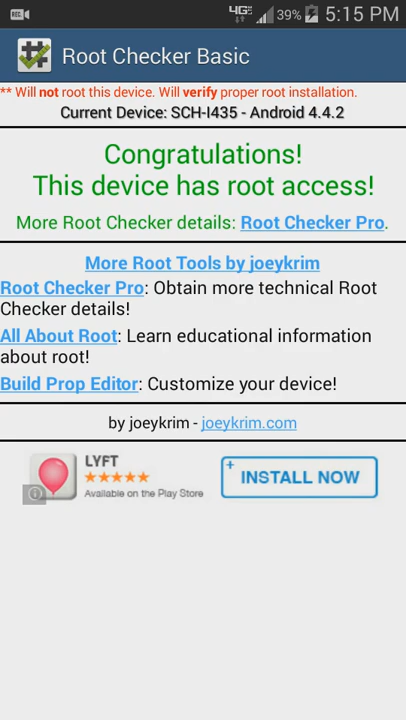 REC 4G 39% 5:15 PM
Root Checker Basic
** Will not root this device. Will verify proper root installation.
Current Device: SCH-I435 - Android 4.4.2
Congratulations!
This device has root access!
More Root Checker details: Root Checker Pro.
More Root Tools by joeykrim
Root Checker Pro: Obtain more technical Root
Checker details!
All About Root: Learn educational information
about root!
Build Prop Editor: Customize your device!
by joeykrim - joeykrim.com
LYFT
Available on the Play Store
+ INSTALL NOW